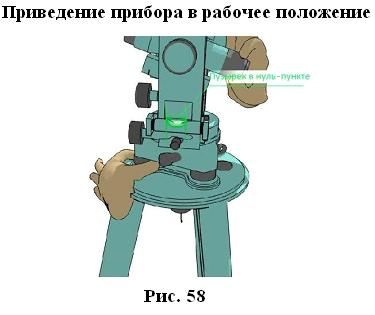 Приведение прибора в рабочее положение
Пузырек в нуль-пункте
Рис. 58